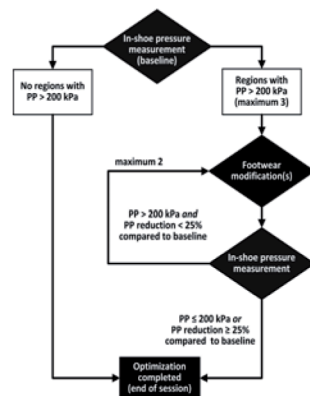 In-shoe pressure
measurement
(baseline)
No regions with
PP > 200 kPa
Regions with
PP > 200 kPa
(maximum 3)
maximum 2
Footwear
modification(s)
PP > 200 kPa and
PP reduction < 25%
compared to baseline
In-shoe pressure
measurement
PP ≤ 200 kPa or
PP reduction ≥ 25%
compared to baseline
Optimization
completed
(end of session)